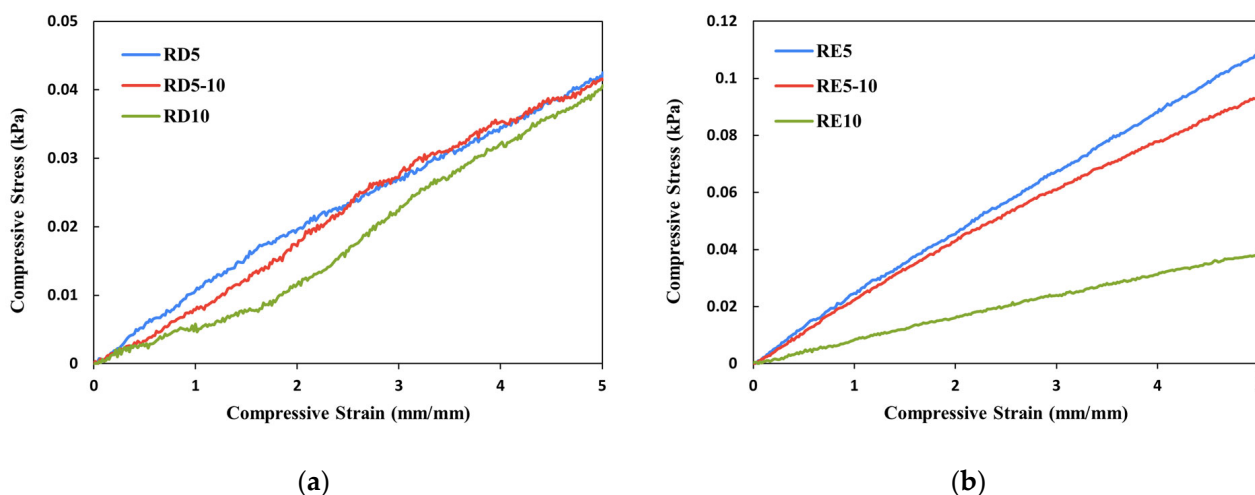 0.05
0.04
0.03
0.02
0.01
0
Compressive Stress (kPa)
RD5
RD5-10
RD10
0 1 2 3 4 5
Compressive Strain (mm/mm)
(a)
0.12
0.1
0.08
0.06
0.04
0.02
0
Compressive Stress (kPa)
RE5
RE5-10
RE10
0 1 2 3 4
Compressive Strain (mm/mm)
(b)